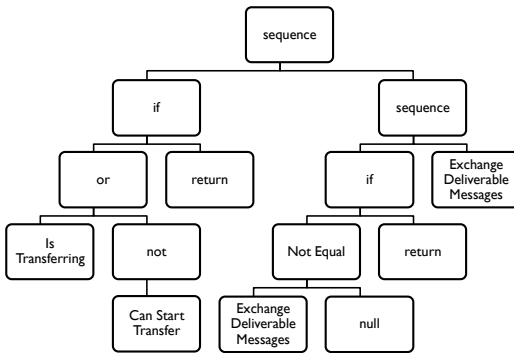 sequence
if
sequence
or
return
if
Exchange
Deliverable
Messages
Is
Transferring
not
Not Equal
return
Can Start
Transfer
Exchange
Deliverable
Messages
null